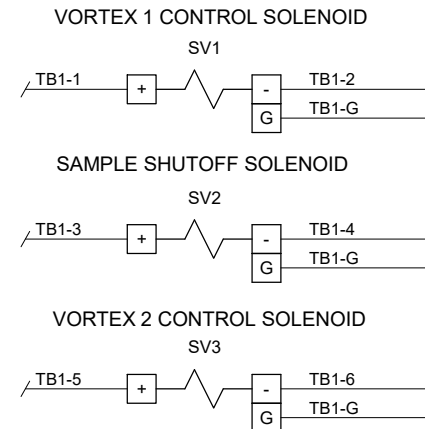 VORTEX 1 CONTROL SOLENOID
SV1
TB1-1 + - TB1-2
G TB1-G
SAMPLE SHUTOFF SOLENOID
SV2
TB1-3 + - TB1-4
G TB1-G
VORTEX 2 CONTROL SOLENOID
SV3
TB1-5 + - TB1-6
G TB1-G